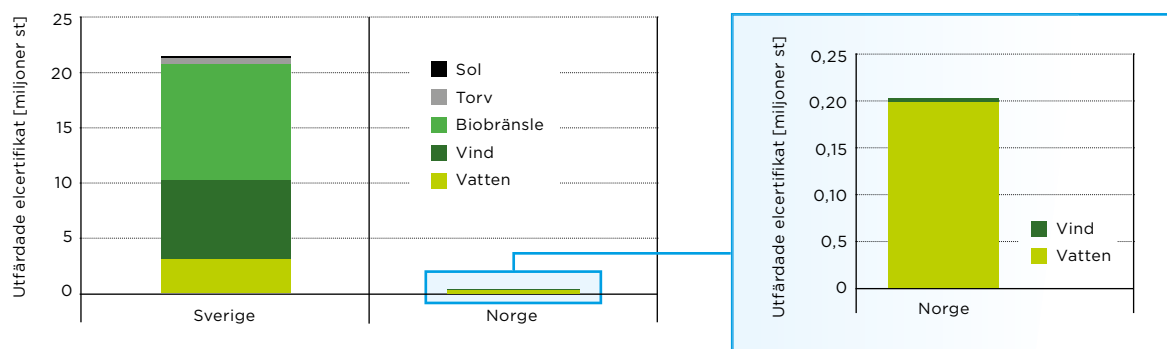 Utfärdade elcertifikat [miljoner st]
25
20
15
10
5
0
Sverige
Norge
Sol
Torv
Biobränsle
Vind
Vatten
Utfärdade elcertifikat [miljoner st]
0,25
0,20
0,15
0,10
0,5
0
Norge
Vind
Vatten